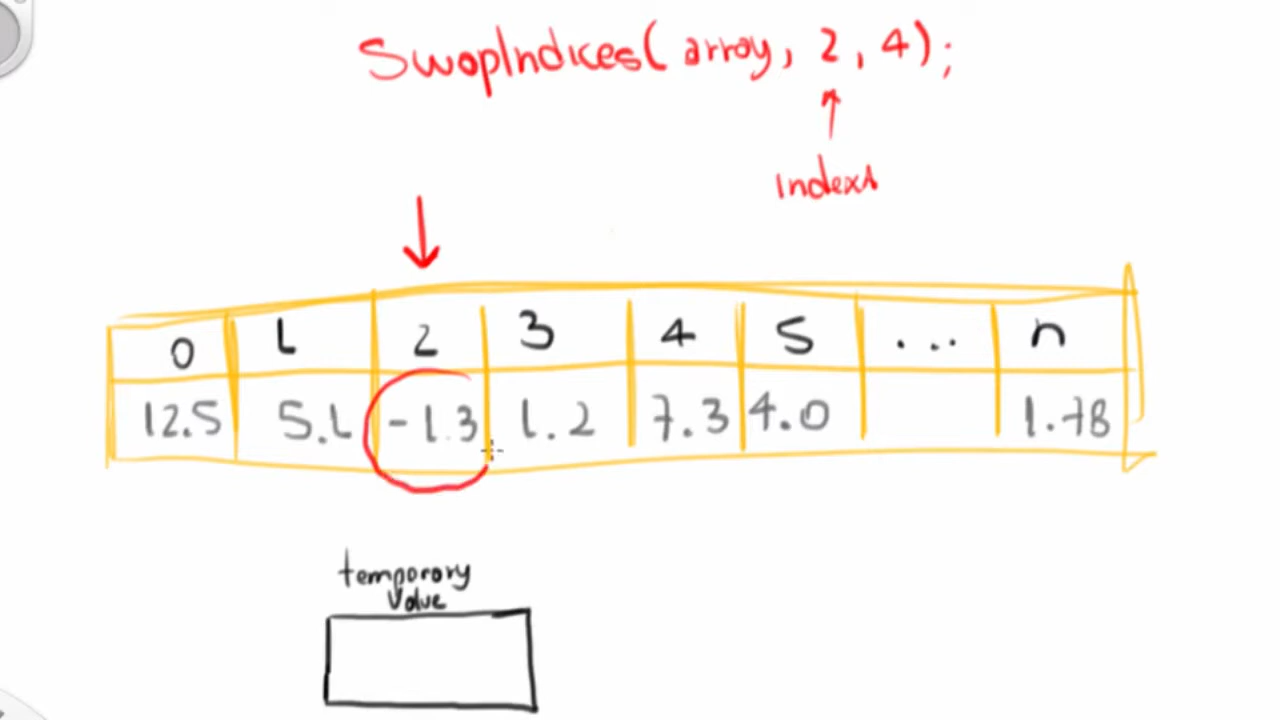 SwapIndices( array, 2, 4);
0 1 2 3 4 5 ... n
12.5 5.1 -1.3 1.2 7.3 4.0 1.78
temporary
Value